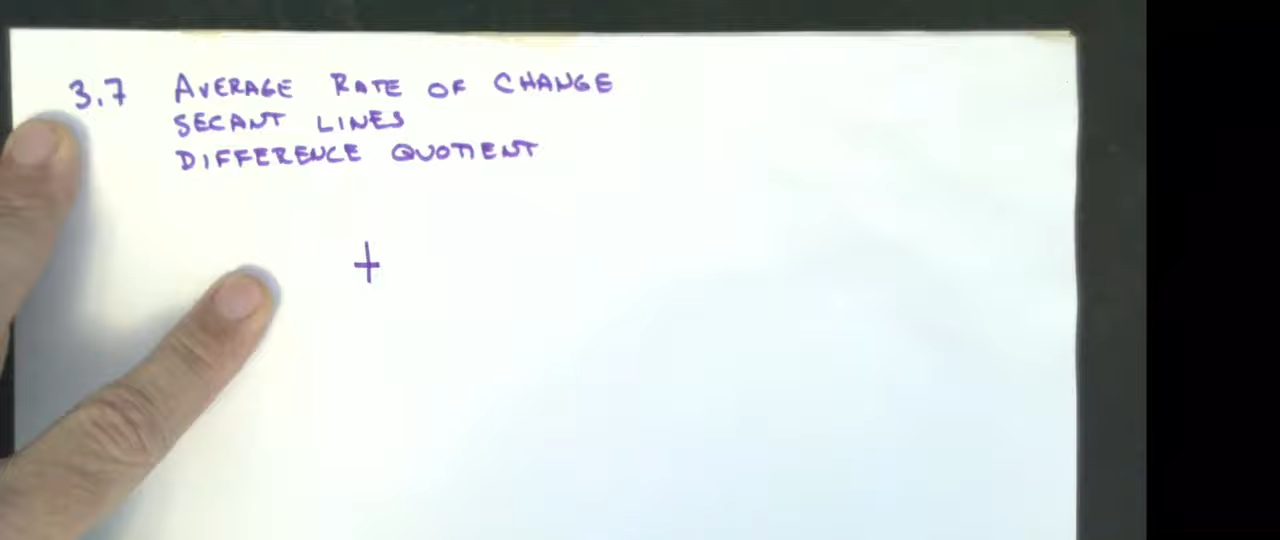 3.7 AVERAGE RATE OF CHANGE
SECANT LINES
DIFFERENCE QUOTIENT
+